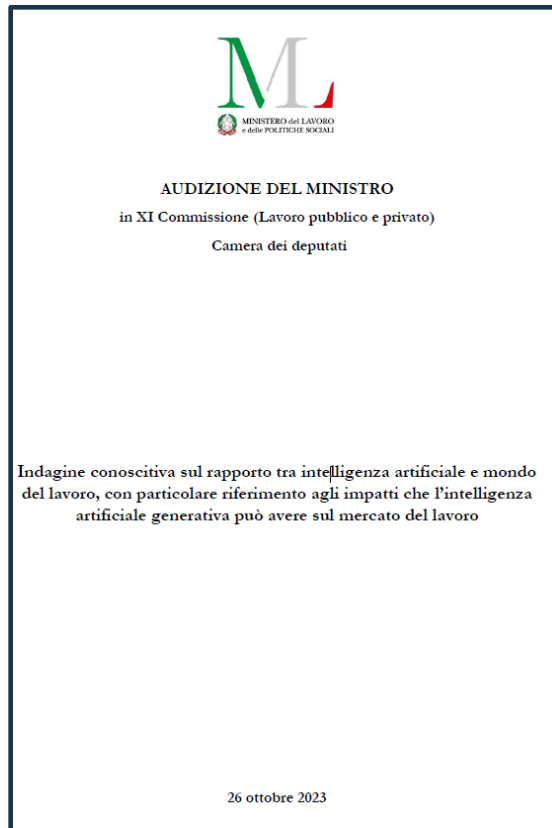 ML
MINISTERO del LAVORO
e delle POLITICHE SOCIALI
AUDIZIONE DEL MINISTRO
in XI Commissione (Lavoro pubblico e privato)
Camera dei deputati
Indagine conoscitiva sul rapporto tra intelligenza artificiale e mondo
del lavoro, con particolare riferimento agli impatti che l’intelligenza
artificiale generativa può avere sul mercato del lavoro
26 ottobre 2023